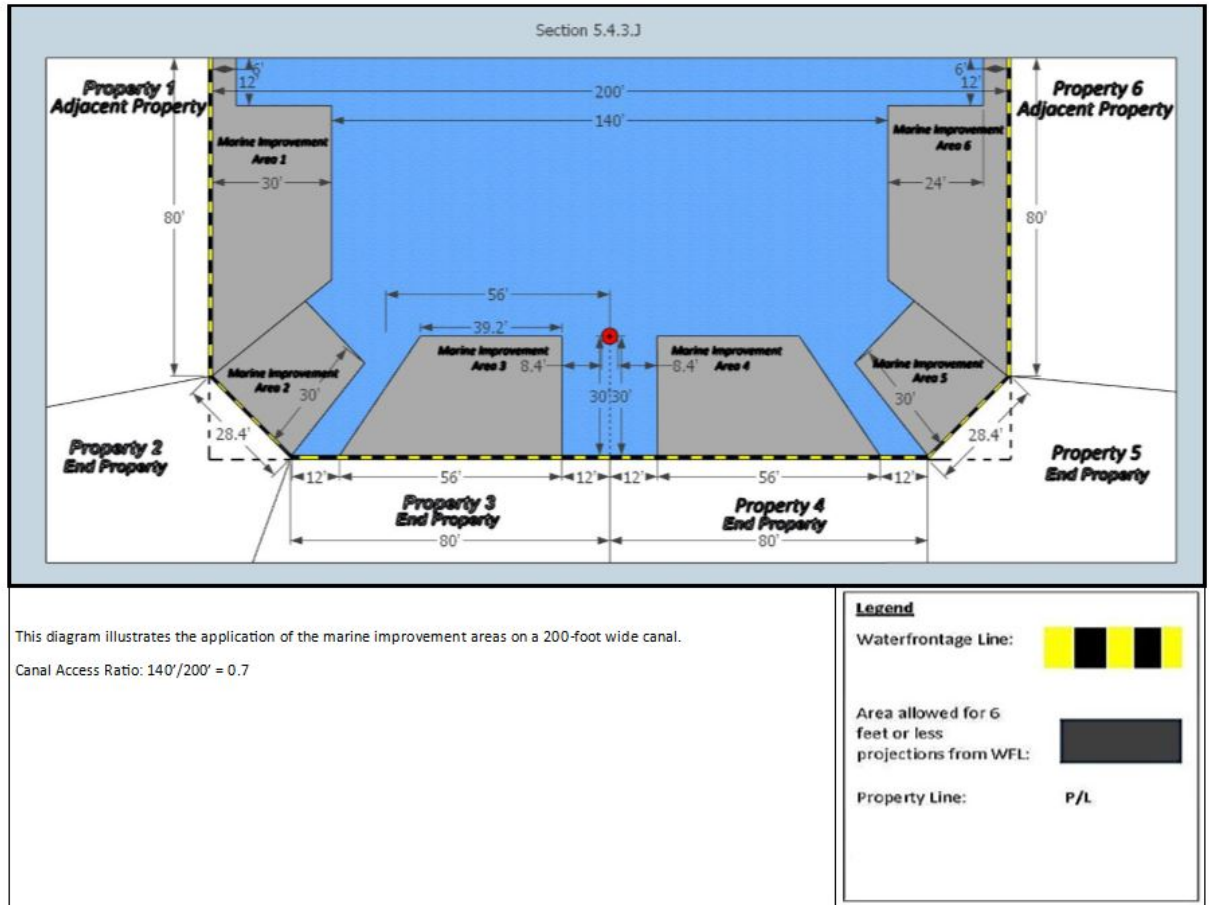 Section 5.4.3.J
Property 1
Adjacent Property
6'
12'
200'
140'
6'
12'
Property 6
Adjacent Property
Marine Improvement
Area 1
30'
80'
Marine Improvement
Area 6
24'
80'
56'
39.2'
Marine Improvement
Area 3
8.4'
30'
30'
8.4'
Marine Improvement
Area 4
Marine Improvement
Area 2
30'
28.4'
Marine Improvement
Area 5
30'
28.4'
Property 2
End Property
Property 5
End Property
12'
56'
12'
12'
56'
12'
Property 3
End Property
80'
Property 4
End Property
80'
This diagram illustrates the application of the marine improvement areas on a 200-foot wide canal.
Canal Access Ratio: 140'/200' = 0.7
Legend
Waterfrontage Line:
Area allowed for 6
feet or less
projections from WFL:
Property Line:
P/L